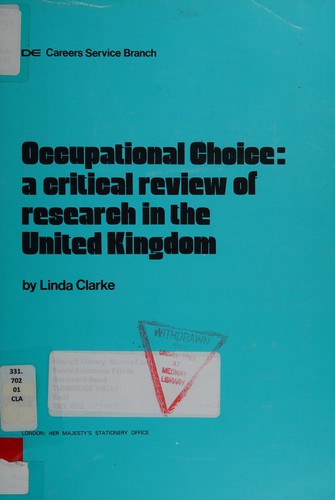 DE Careers Service Branch
Occupational Choice:
a critical review of
research in the
United Kingdom
by Linda Clarke
WITHDRAWN
AT
MEDWAY
LIBRARY
331.
702
01
CLA
LONDON: HER MAJESTY'S STATIONERY OFFICE